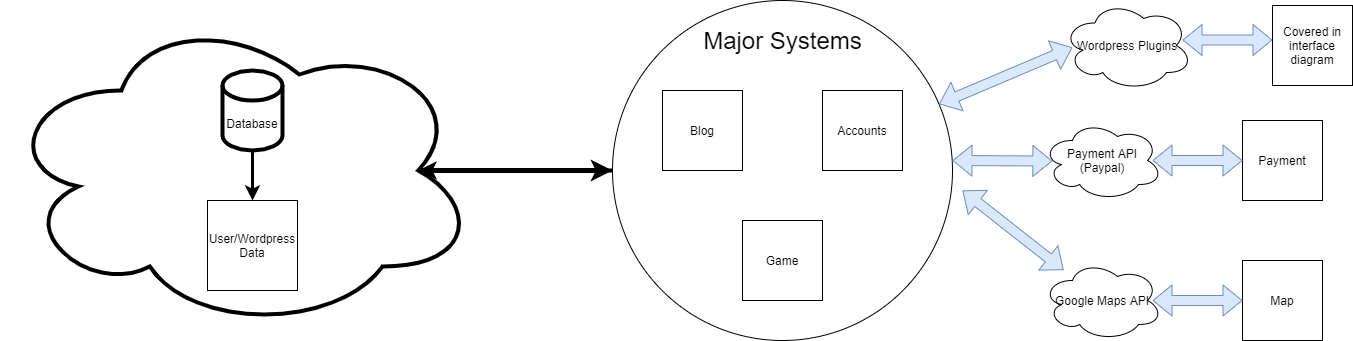 Major Systems
Database
User/Wordpress
Data
Blog
Accounts
Game
Wordpress Plugins
Covered in
interface
diagram
Payment API
(Paypal)
Payment
Google Maps API
Map